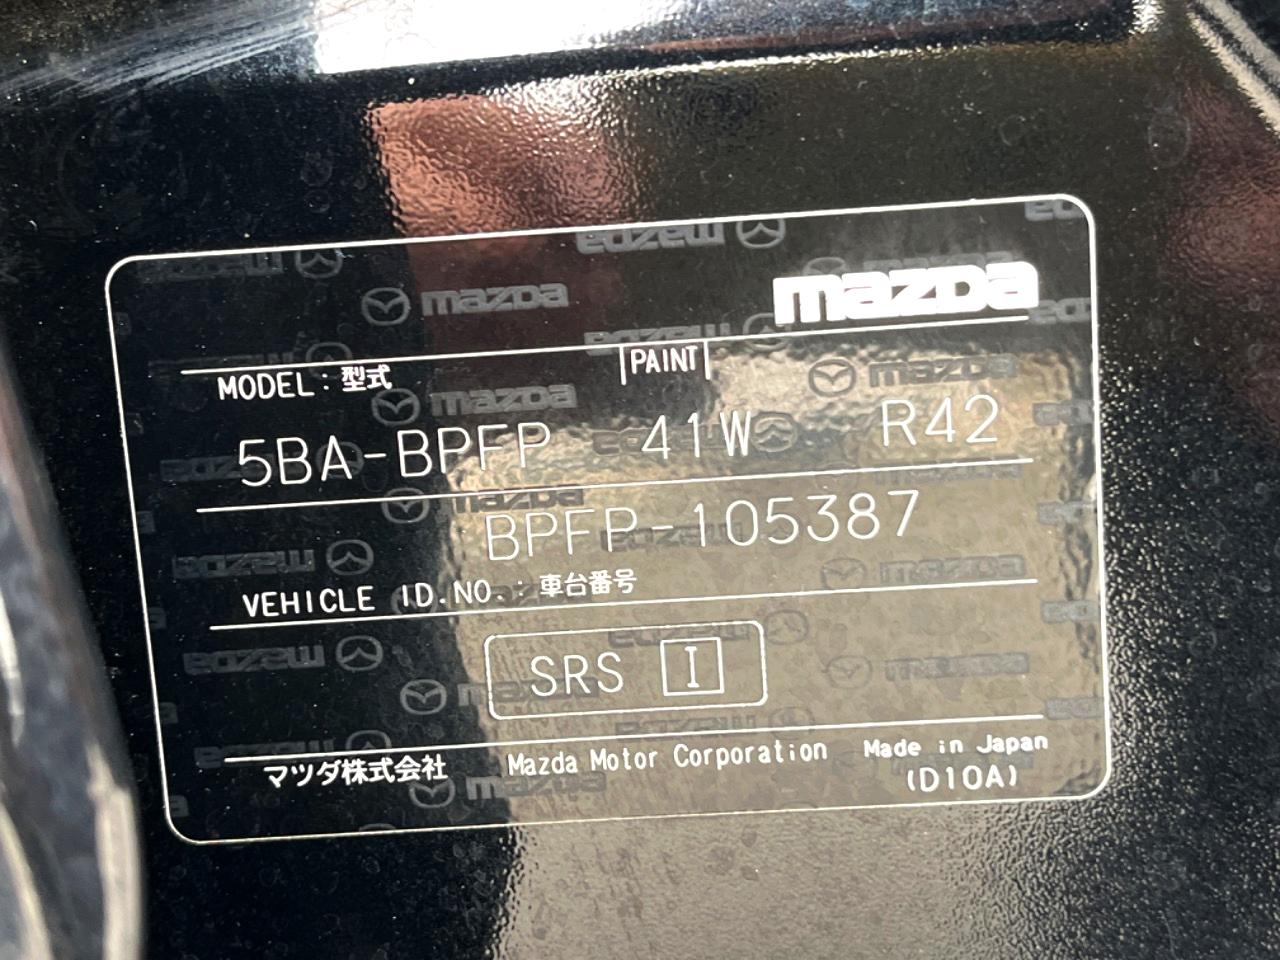 mazda
MODEL : 型式 PAINT
5BA-BPFP 41W R42
BPFP-105387
VEHICLE ID.NO. : 車台番号
SRS I
マツダ株式会社 Mazda Motor Corporation Made in Japan
(D10A)